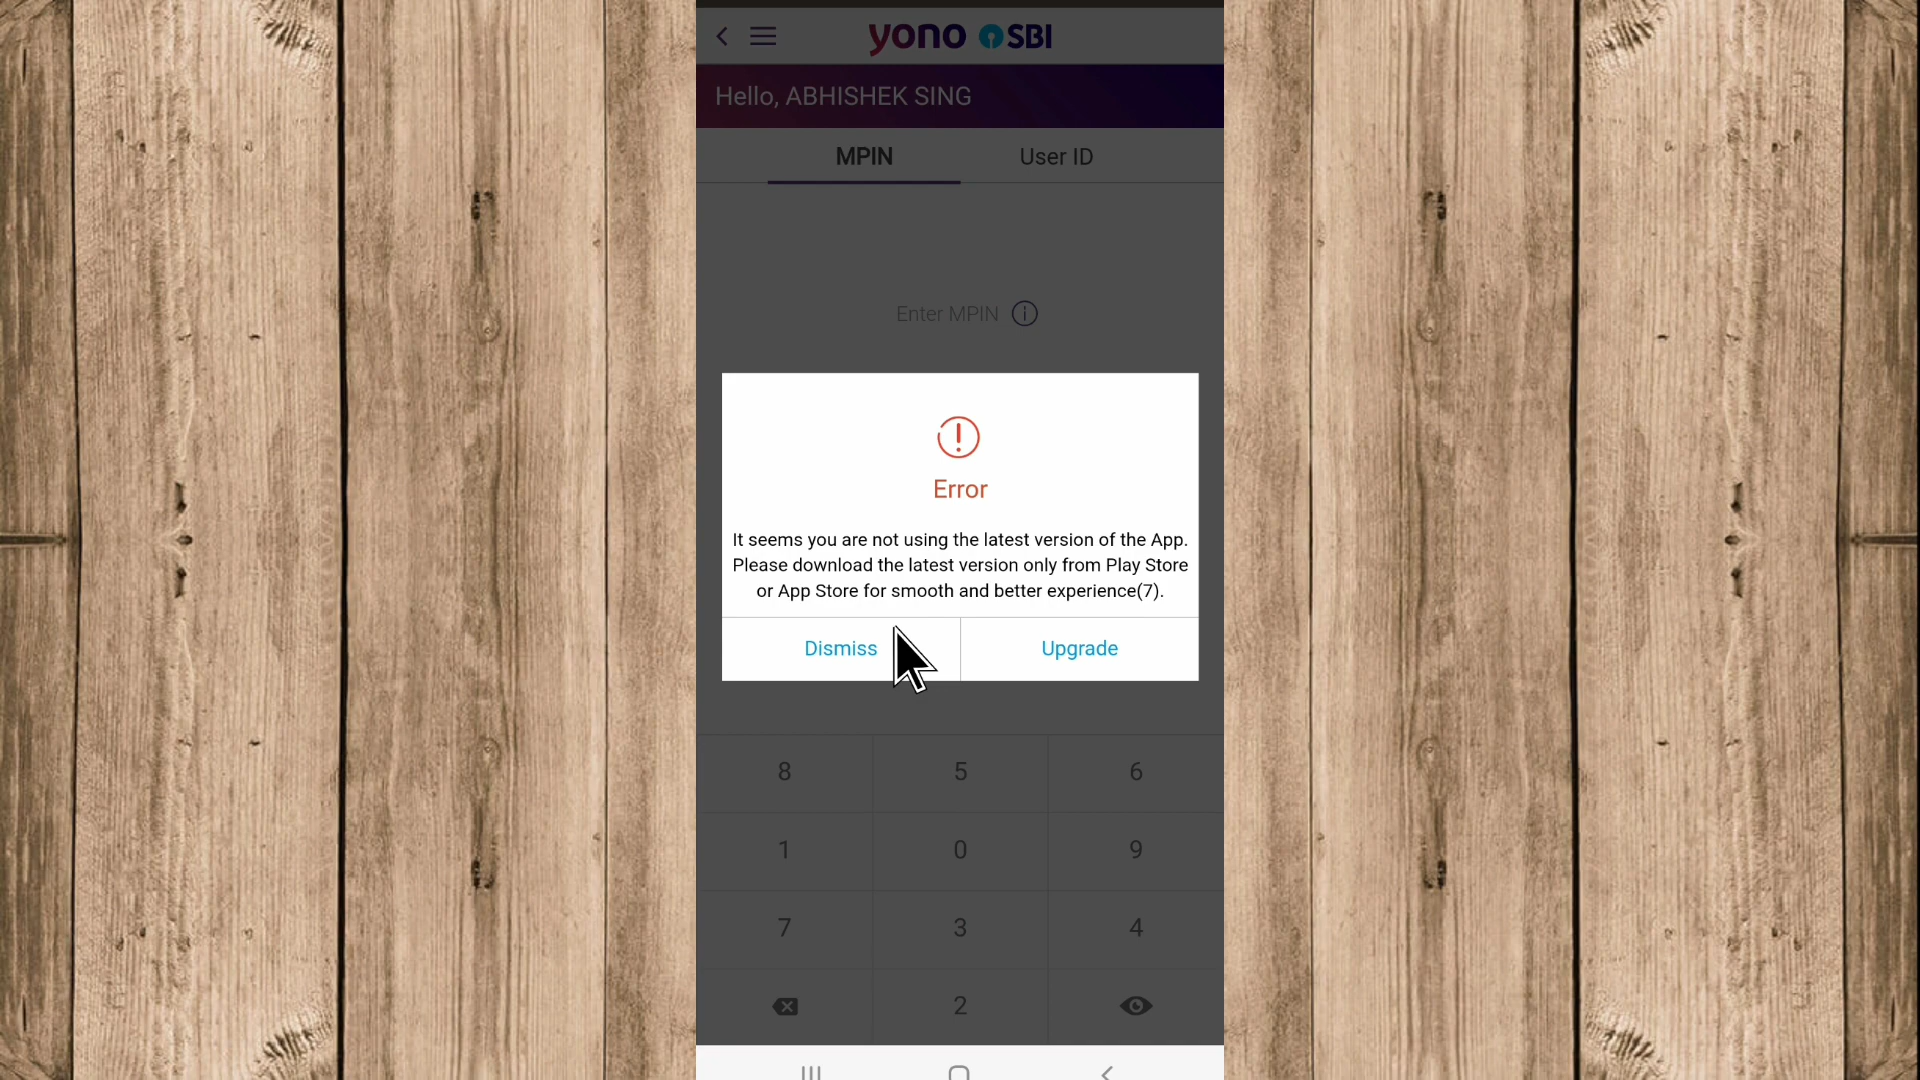 yono SBI
Hello, ABHISHEK SING
MPIN User ID
Enter MPIN
Error
It seems you are not using the latest version of the App.
Please download the latest version only from Play Store
or App Store for smooth and better experience(7).
Dismiss Upgrade
8 5 6
1 0 9
7 3 4
2